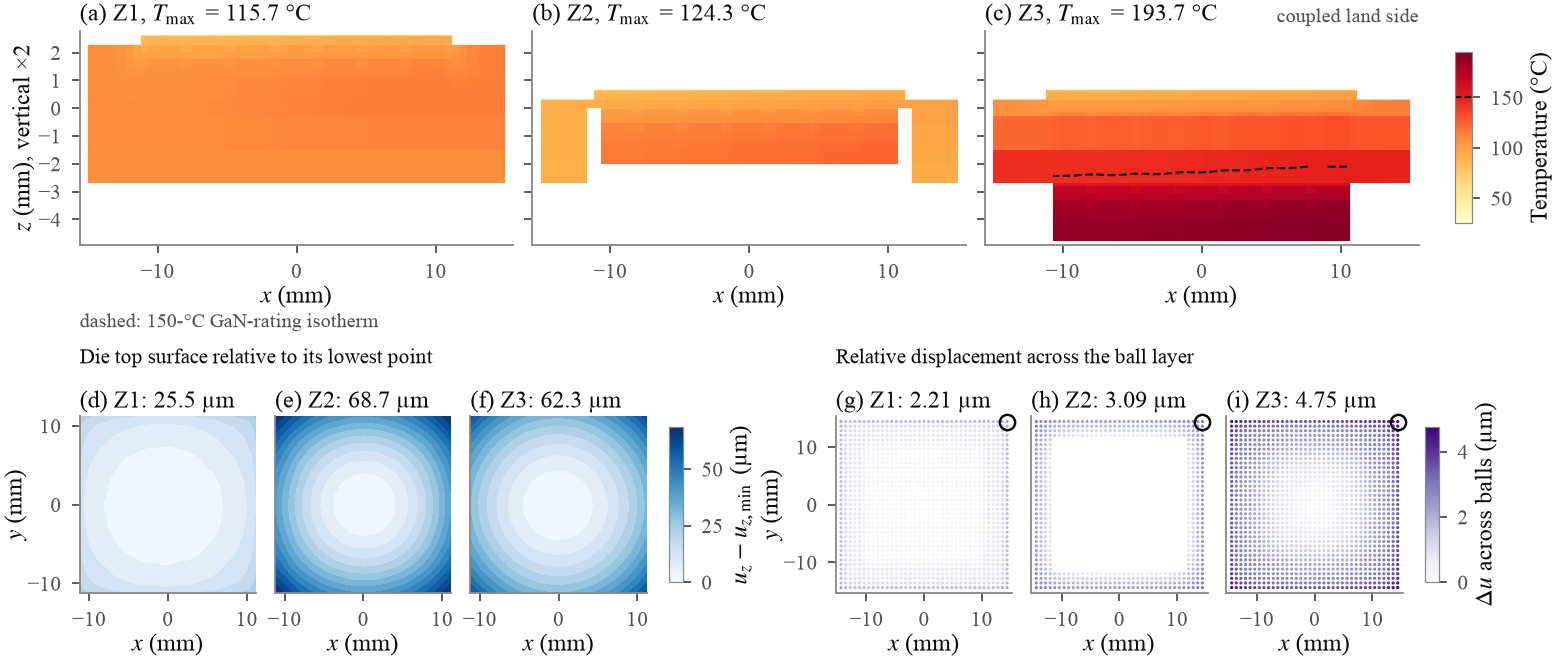 (a) Z1, Tmax = 115.7 °C
(b) Z2, Tmax = 124.3 °C
(c) Z3, Tmax = 193.7 °C
coupled land side
z (mm), vertical ×2
2
1
0
−1
−2
−3
−4
−10
0
10
x (mm)
−10
0
10
x (mm)
−10
0
10
x (mm)
150
100
50
Temperature (°C)
dashed: 150-°C GaN-rating isotherm
Die top surface relative to its lowest point
Relative displacement across the ball layer
(d) Z1: 25.5 µm
(e) Z2: 68.7 µm
(f) Z3: 62.3 µm
y (mm)
10
0
−10
−10
0
10
x (mm)
−10
0
10
x (mm)
−10
0
10
x (mm)
50
25
0
uz − uz,min (µm)
(g) Z1: 2.21 µm
(h) Z2: 3.09 µm
(i) Z3: 4.75 µm
y (mm)
10
0
−10
−10
0
10
x (mm)
−10
0
10
x (mm)
−10
0
10
x (mm)
4
2
0
Δu across balls (µm)